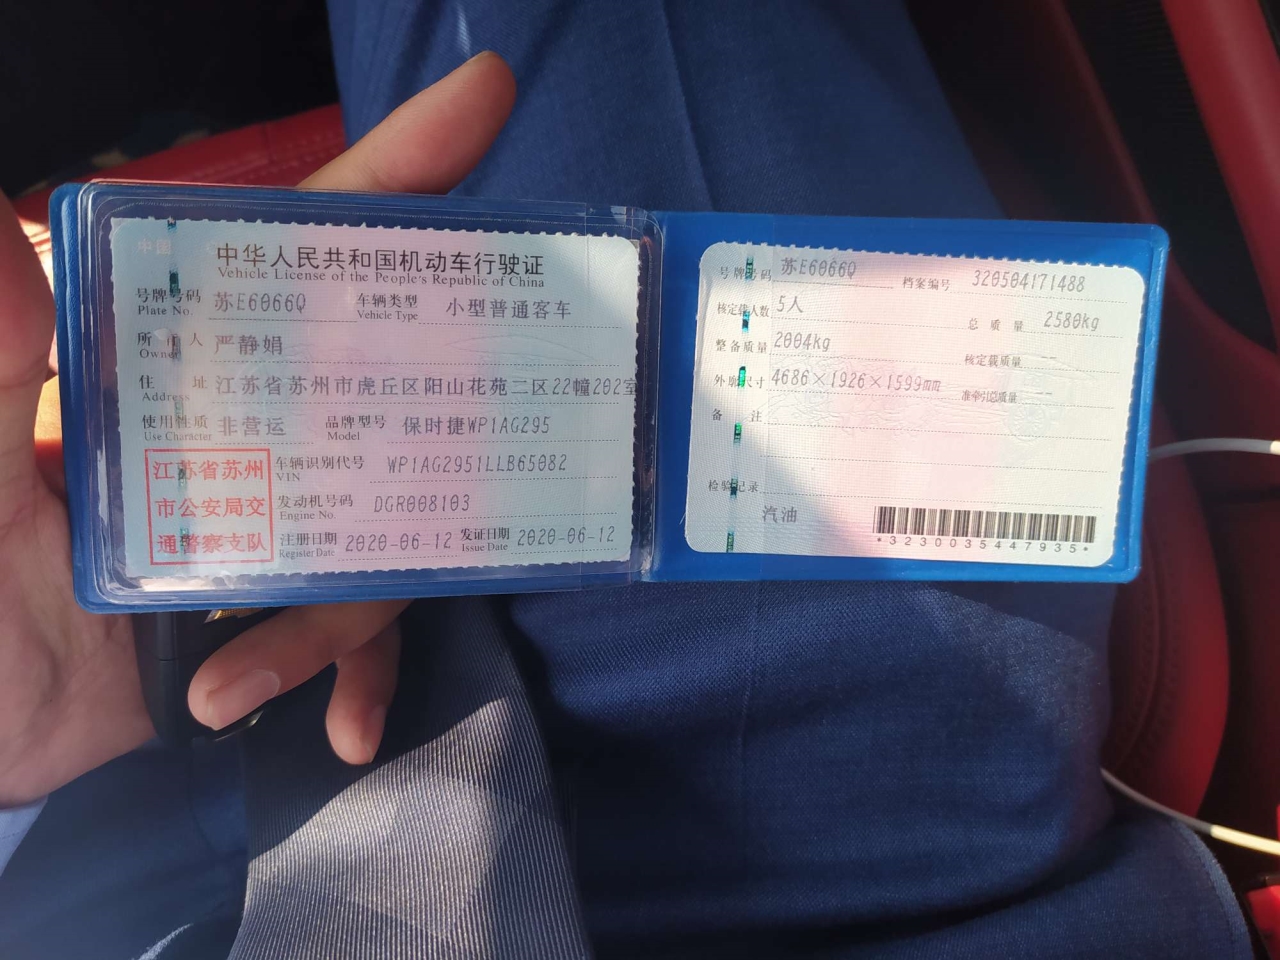 中国
中华人民共和国机动车行驶证
Vehicle License of the People's Republic of China
号牌号码 苏E6066Q 车辆类型 小型普通客车
Plate No. Vehicle Type
所有人 严静娟
Owner
住 址 江苏省苏州市虎丘区阳山花苑二区22幢202室
Address
使用性质 非营运 品牌型号 保时捷WP1AG295
Use Character Model
江苏省苏州
市公安局交
通警察支队
车辆识别代号 WP1AG2951LLB65082
VIN
发动机号码 DGR008103
Engine No.
注册日期 2020-06-12 发证日期 2020-06-12
Register Date Issue Date
号牌号码 苏E6066Q 档案编号 320504171488
核定载人数 5人 总 质 量 2580kg
整备质量 2004kg 核定载质量 --
外廓尺寸 4686×1926×1599mm 准牵引总质量 --
备 注
检验记录
汽油
*3230035447935*